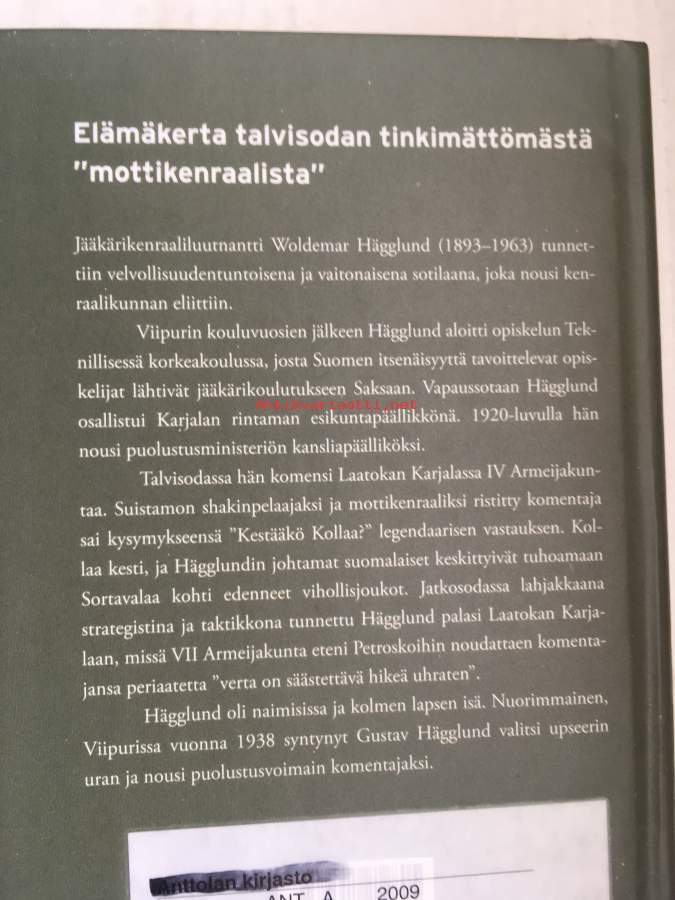 Elämäkerta talvisodan tinkimättömästä
"mottikenraalista"
Jääkärikenraaliluutnantti Woldemar Hägglund (1893–1963) tunnet-
tiin velvollisuudentuntoisena ja vaitonaisena sotilaana, joka nousi ken-
raalikunnan eliittiin.
Viipurin kouluvuosien jälkeen Hägglund aloitti opiskelun Tek-
nillisessä korkeakoulussa, josta Suomen itsenäisyyttä tavoittelevat opis-
kelijat lähtivät jääkärikoulutukseen Saksaan. Vapaussotaan Hägglund
Antikvariaatti.net
osallistui Karjalan rintaman esikuntapäällikkönä. 1920-luvulla hän
nousi puolustusministeriön kansliapäälliköksi.
Talvisodassa hän komensi Laatokan Karjalassa IV Armeijakun-
taa. Suistamon shakinpelaajaksi ja mottikenraaliksi ristitty komentaja
sai kysymykseensä "Kestääkö Kollaa?" legendaarisen vastauksen. Kol-
laa kesti, ja Hägglundin johtamat suomalaiset keskittyivät tuhoamaan
Sortavalaa kohti edenneet vihollisjoukot. Jatkosodassa lahjakkaana
strategistina ja taktikkona tunnettu Hägglund palasi Laatokan Karja-
laan, missä VII Armeijakunta eteni Petroskoihin noudattaen komenta-
jansa periaatetta "verta on säästettävä hikeä uhraten".
Hägglund oli naimisissa ja kolmen lapsen isä. Nuorimmainen,
Viipurissa vuonna 1938 syntynyt Gustav Hägglund valitsi upseerin
uran ja nousi puolustusvoimain komentajaksi.
Anttolan kirjasto
ANT A 2009